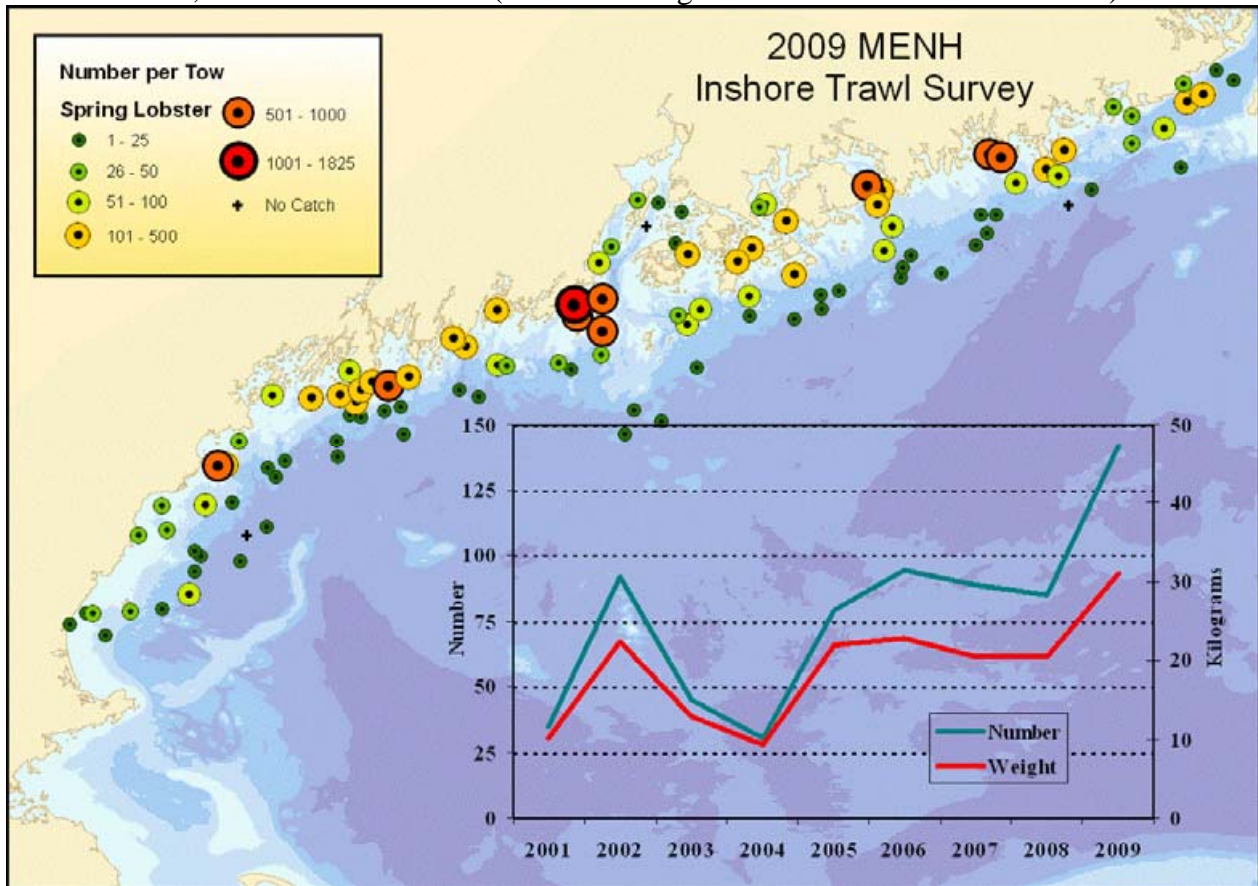 2009 MENH
Inshore Trawl Survey
Number per Tow
Spring Lobster
1 - 25
26 - 50
51 - 100
101 - 500
501 - 1000
1001 - 1825
No Catch
150
125
100
75
50
25
0
Number
50
40
30
20
10
0
Kilograms
Number
Weight
2001 2002 2003 2004 2005 2006 2007 2008 2009